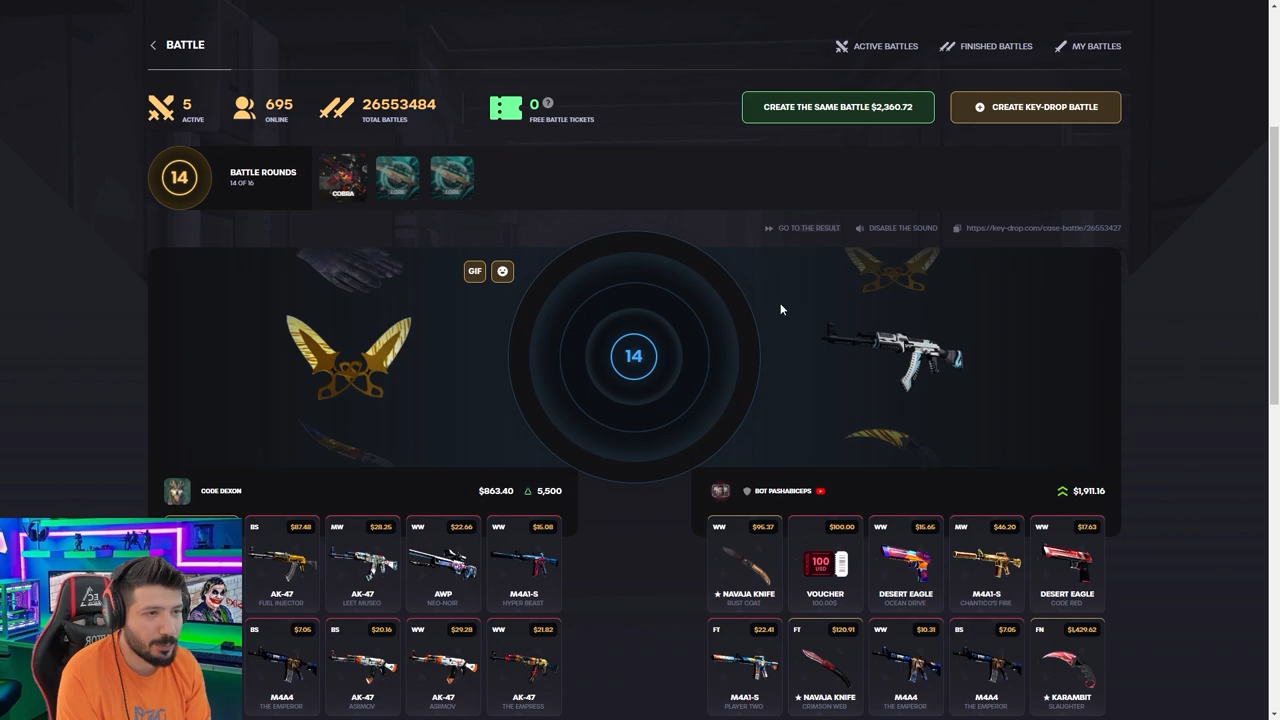 BATTLE
ACTIVE BATTLES
FINISHED BATTLES
MY BATTLES
5
ACTIVE
695
ONLINE
26553484
TOTAL BATTLES
0 ?
FREE BATTLE TICKETS
CREATE THE SAME BATTLE $2,360.72
CREATE KEY-DROP BATTLE
14
BATTLE ROUNDS
14 OF 16
COBRA
GO TO THE RESULT
DISABLE THE SOUND
https://key-drop.com/case-battle/26553427
GIF
14
CODE DEXON
$863.40
5,500
BOT PASHABICEPS
$1,911.16
BS $87.48
AK-47
FUEL INJECTOR
MW $28.25
AK-47
LEET MUSEO
WW $22.66
AWP
NEO-NOIR
WW $15.08
M4A1-S
HYPER BEAST
WW $95.37
★ NAVAJA KNIFE
RUST COAT
$100.00
100
USD
VOUCHER
100.00$
WW $15.65
DESERT EAGLE
OCEAN DRIVE
MW $46.20
M4A1-S
CHANTICO'S FIRE
WW $17.63
DESERT EAGLE
CODE RED
BS $7.05
M4A4
THE EMPEROR
BS $20.16
AK-47
ASIIMOV
WW $29.28
AK-47
ASIIMOV
WW $21.82
AK-47
THE EMPRESS
FT $22.41
M4A1-S
PLAYER TWO
FT $120.91
★ NAVAJA KNIFE
CRIMSON WEB
WW $10.31
M4A4
THE EMPEROR
BS $7.05
M4A4
THE EMPEROR
FN $1,429.62
★ KARAMBIT
SLAUGHTER